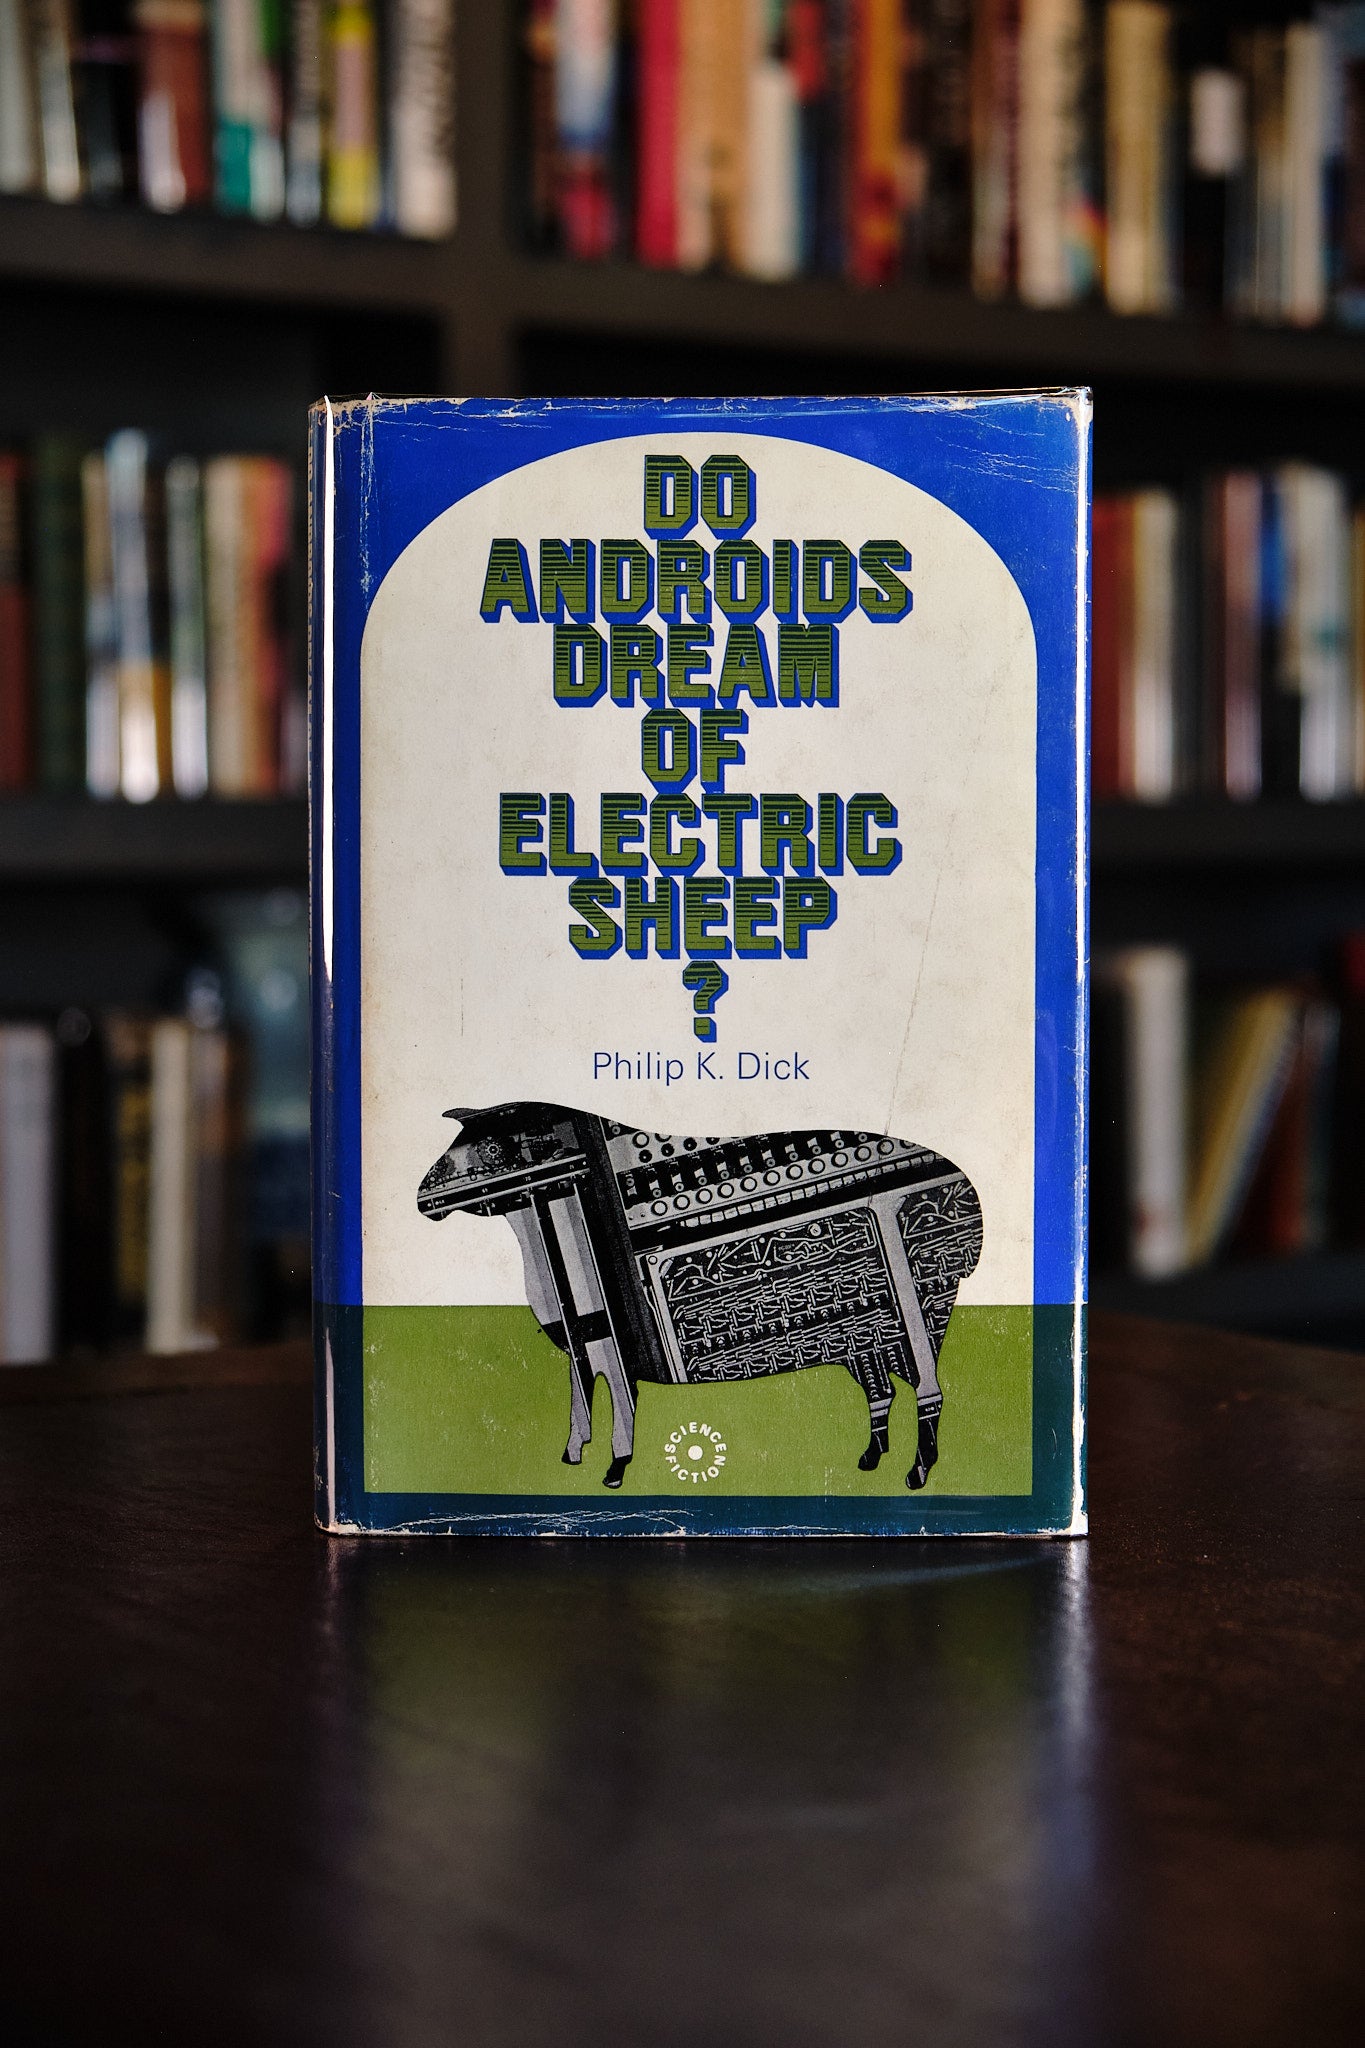 DO
ANDROIDS
DREAM
OF
ELECTRIC
SHEEP
?
Philip K. Dick
SCIENCE
FICTION